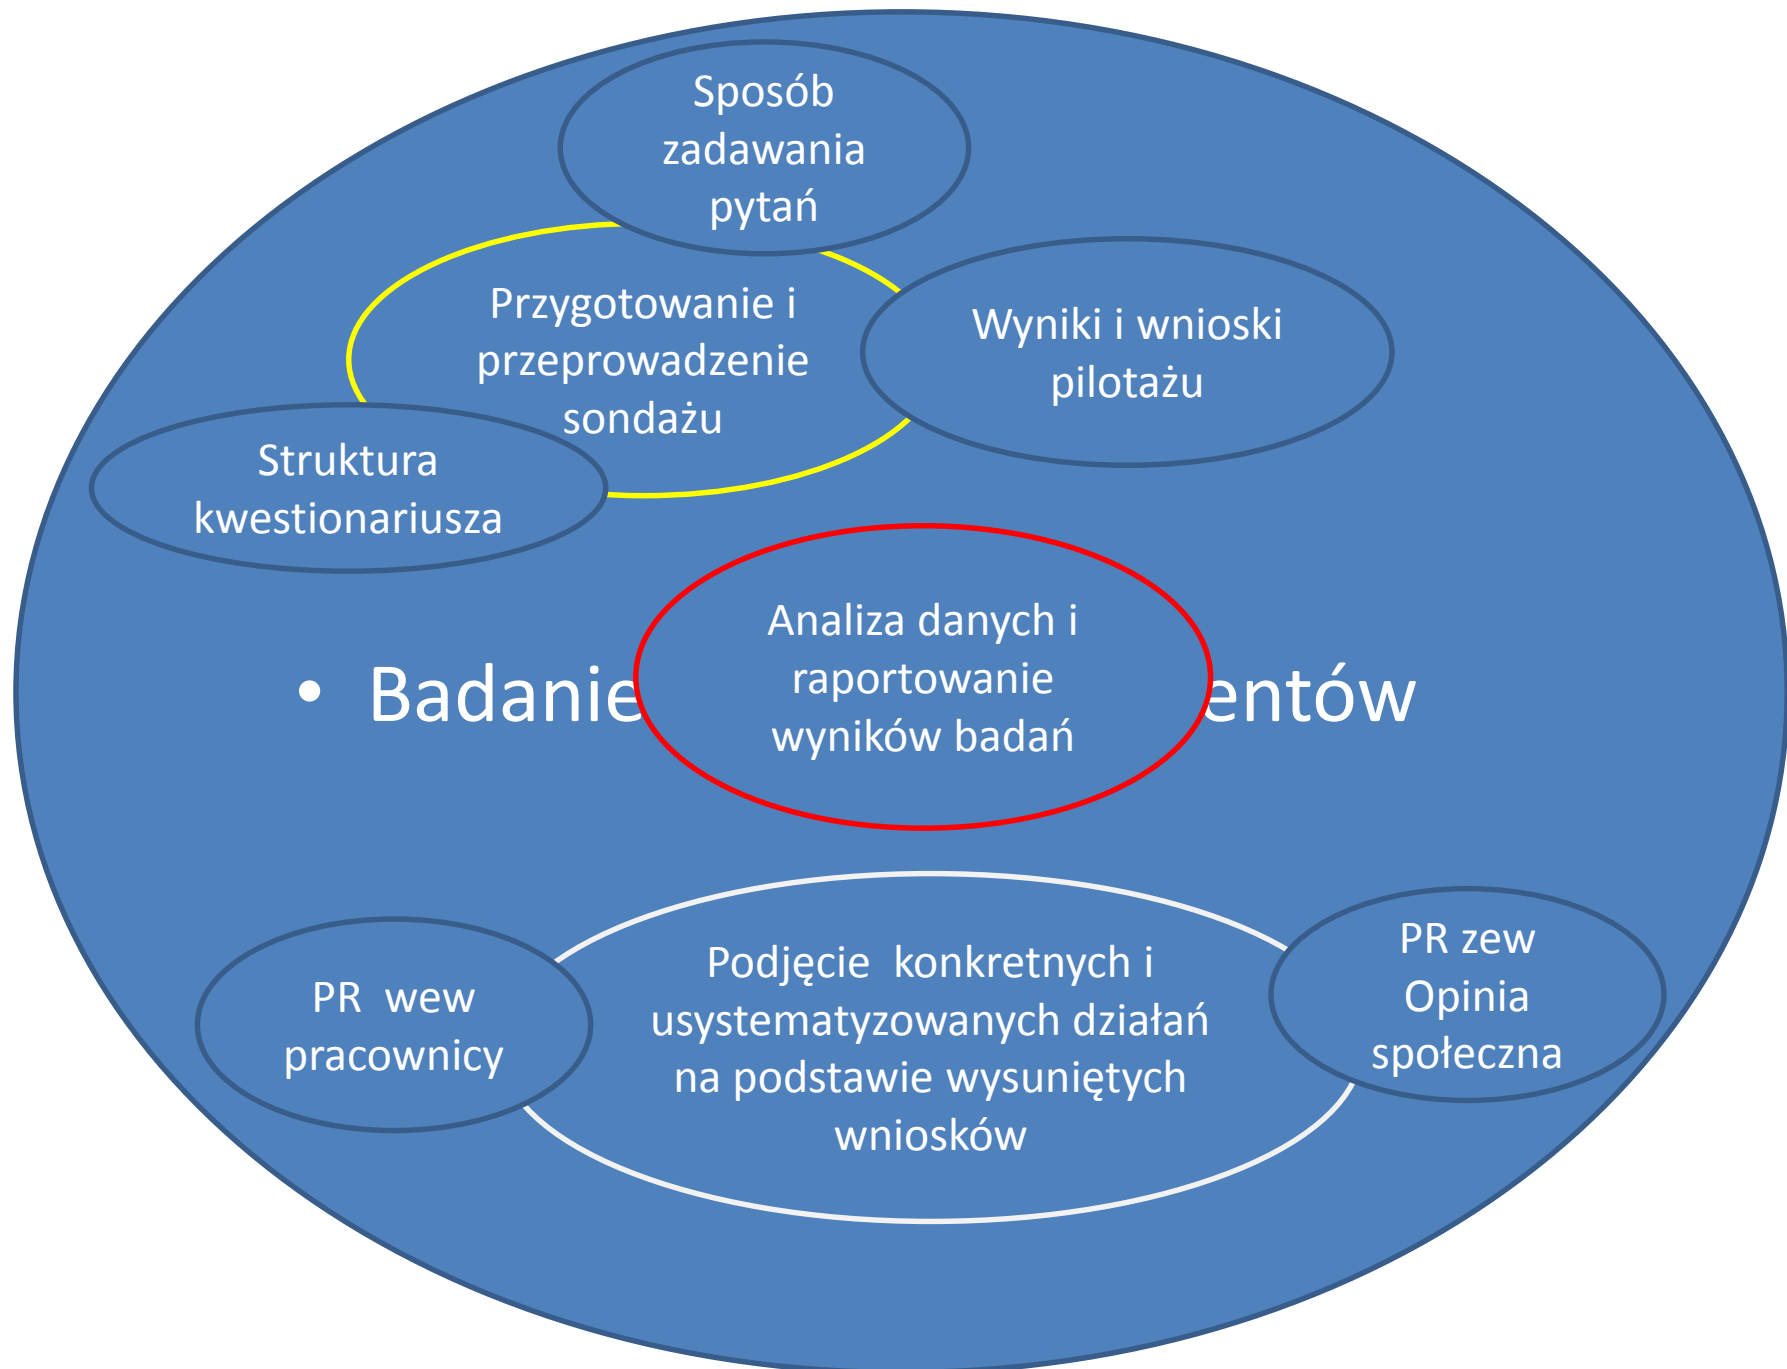 Sposób
zadawania
pytań
Przygotowanie i
przeprowadzenie
sondażu
Wyniki i wnioski
pilotażu
Struktura
kwestionariusza
Analiza danych i
raportowanie
wyników badań
• Badanie
PR  wew
pracownicy
Podjęcie  konkretnych i
usystematyzowanych działań
na podstawie wysuniętych
wniosków
PR zew
Opinia
społeczna